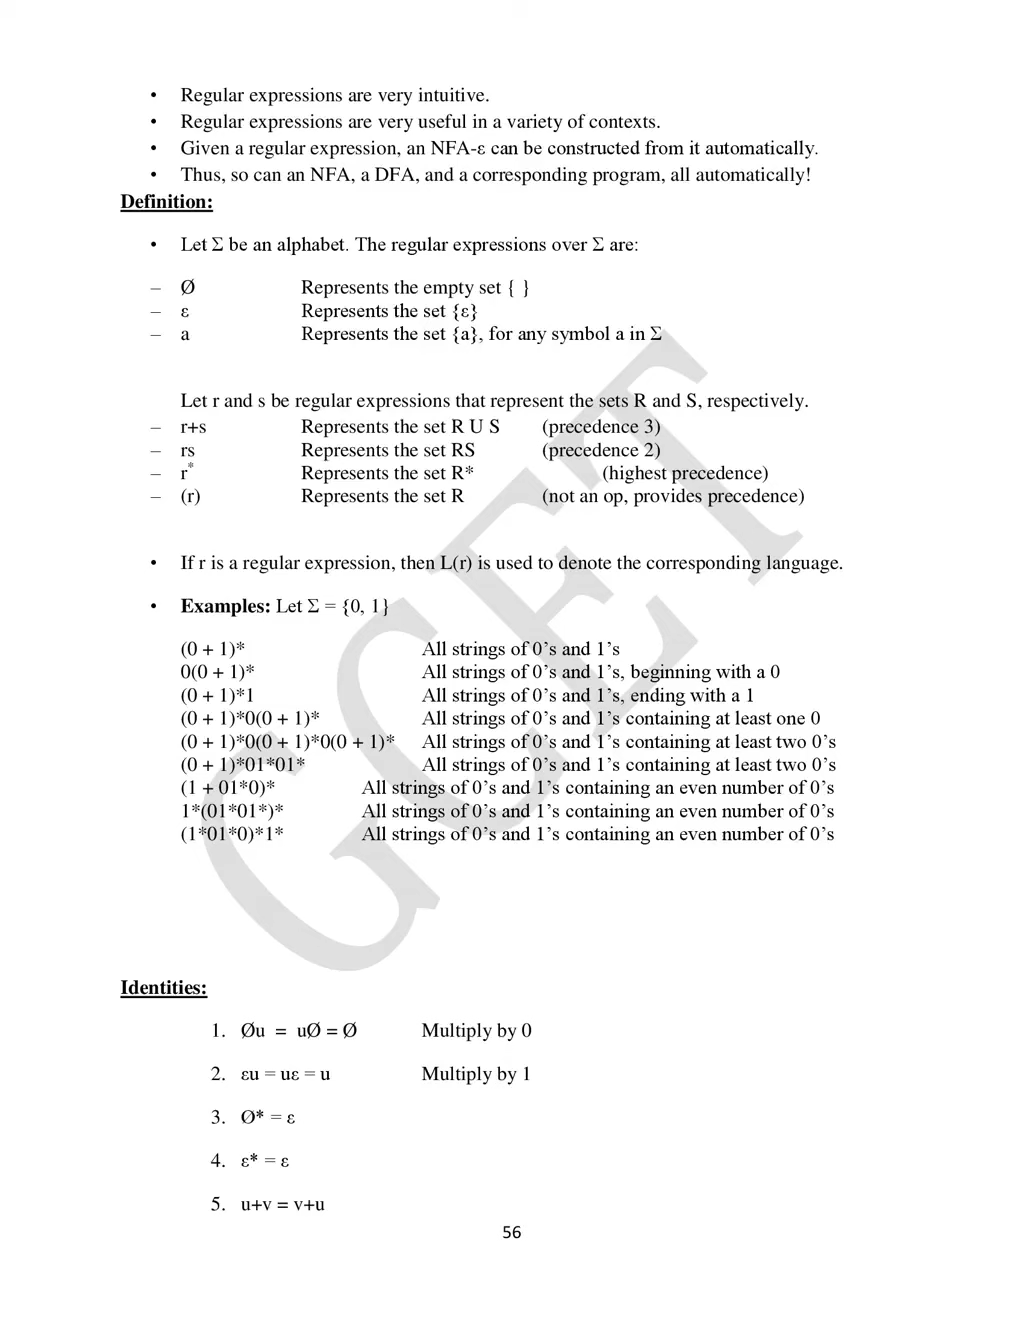 • Regular expressions are very intuitive.
• Regular expressions are very useful in a variety of contexts.
• Given a regular expression, an NFA-ε can be constructed from it automatically.
• Thus, so can an NFA, a DFA, and a corresponding program, all automatically!
Definition:
• Let Σ be an alphabet. The regular expressions over Σ are:
– Ø Represents the empty set { }
– ε Represents the set {ε}
– a Represents the set {a}, for any symbol a in Σ
Let r and s be regular expressions that represent the sets R and S, respectively.
– r+s Represents the set R U S (precedence 3)
– rs Represents the set RS (precedence 2)
– r* Represents the set R* (highest precedence)
– (r) Represents the set R (not an op, provides precedence)
• If r is a regular expression, then L(r) is used to denote the corresponding language.
• Examples: Let Σ = {0, 1}
(0 + 1)* All strings of 0’s and 1’s
0(0 + 1)* All strings of 0’s and 1’s, beginning with a 0
(0 + 1)*1 All strings of 0’s and 1’s, ending with a 1
(0 + 1)*0(0 + 1)* All strings of 0’s and 1’s containing at least one 0
(0 + 1)*0(0 + 1)*0(0 + 1)* All strings of 0’s and 1’s containing at least two 0’s
(0 + 1)*01*01* All strings of 0’s and 1’s containing at least two 0’s
(1 + 01*0)* All strings of 0’s and 1’s containing an even number of 0’s
1*(01*01*)* All strings of 0’s and 1’s containing an even number of 0’s
(1*01*0)*1* All strings of 0’s and 1’s containing an even number of 0’s
GCET
Identities:
1. Øu = uØ = Ø Multiply by 0
2. εu = uε = u Multiply by 1
3. Ø* = ε
4. ε* = ε
5. u+v = v+u
56